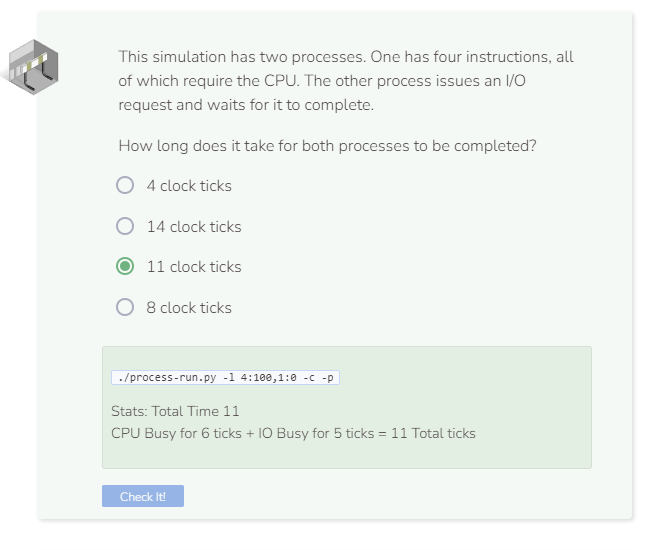 This simulation has two processes. One has four instructions, all
of which require the CPU. The other process issues an I/O
request and waits for it to complete.
How long does it take for both processes to be completed?
4 clock ticks
14 clock ticks
11 clock ticks
8 clock ticks
./process-run.py -l 4:100,1:0 -c -p
Stats: Total Time 11
CPU Busy for 6 ticks + IO Busy for 5 ticks = 11 Total ticks
Check It!